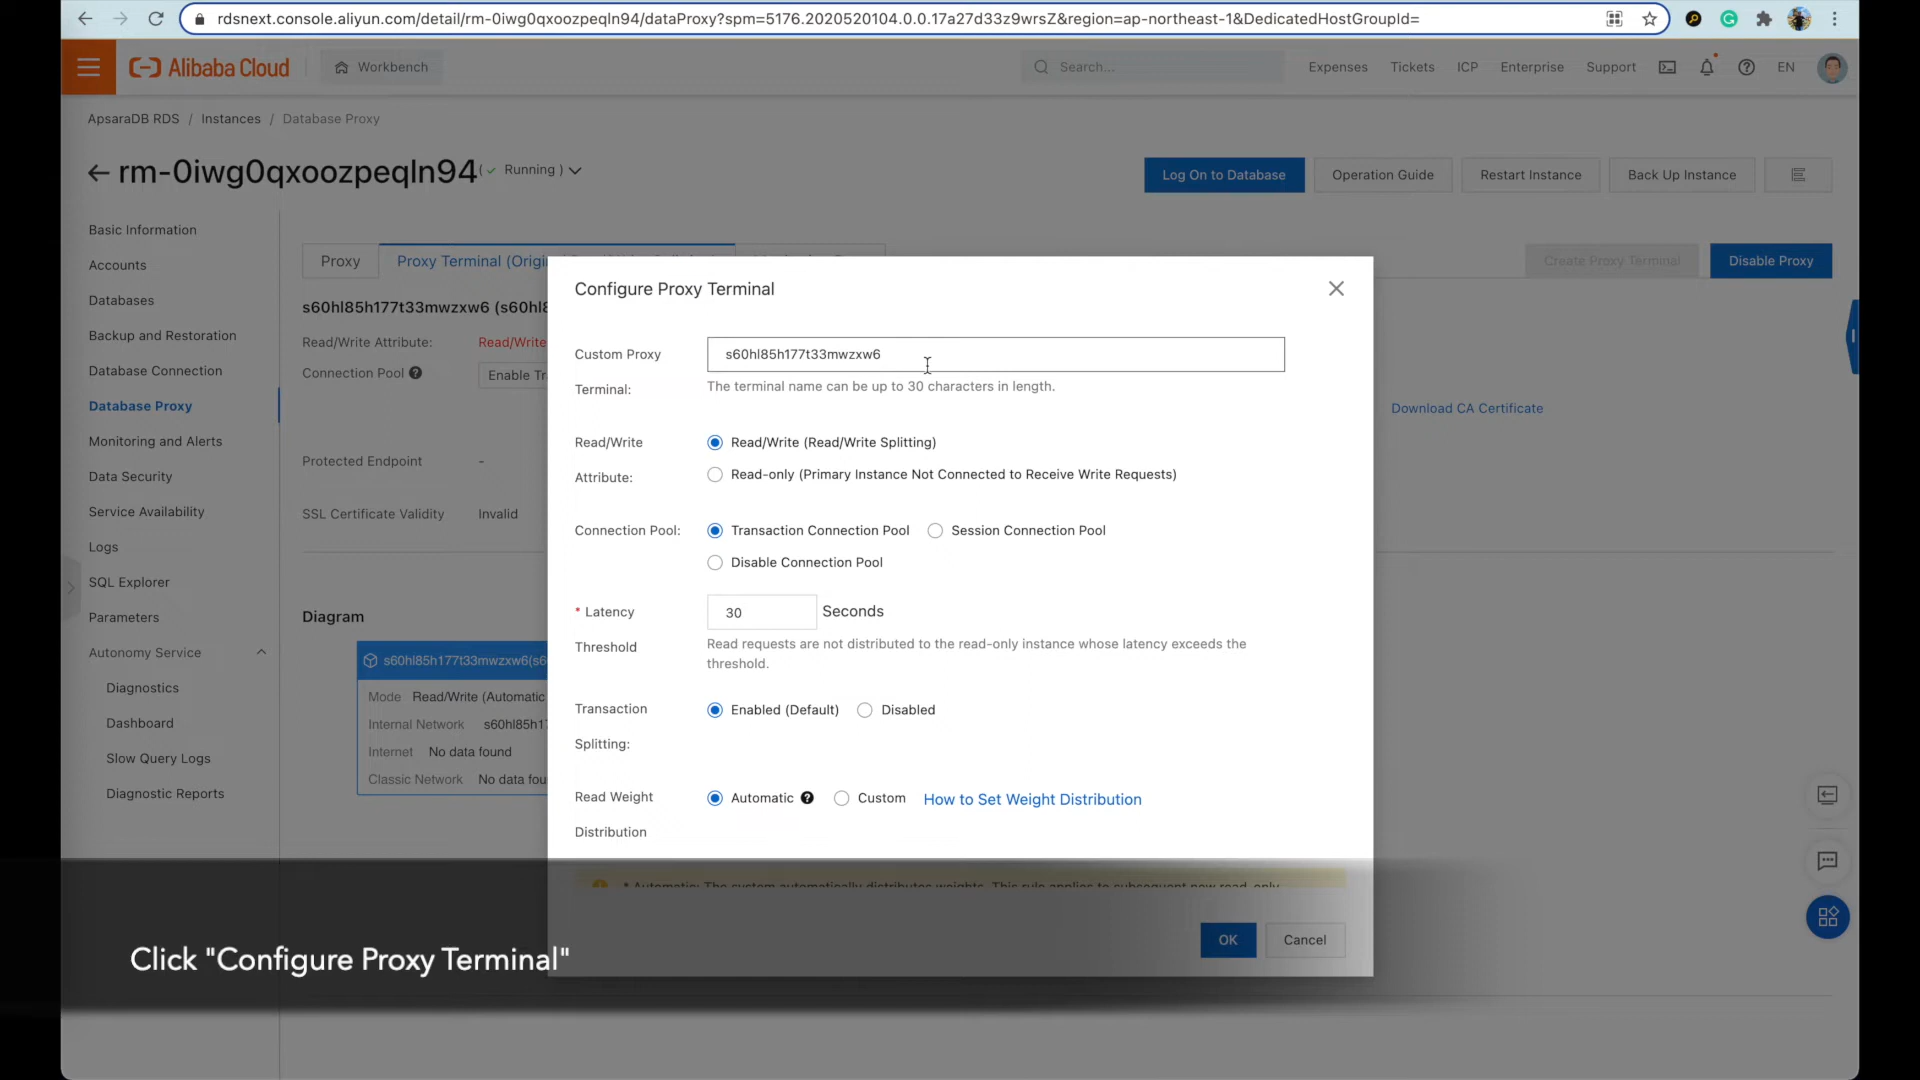 rdsnext.console.aliyun.com/detail/rm-0iwg0qxoozpeqln94/dataProxy?spm=5176.2020520104.0.0.17a27d33z9wrsZ&region=ap-northeast-1&DedicatedHostGroupId=
Alibaba Cloud
Workbench
Search...
Expenses
Tickets
ICP
Enterprise
Support
EN
ApsaraDB RDS / Instances / Database Proxy
rm-0iwg0qxoozpeqln94 ( Running )
Log On to Database
Operation Guide
Restart Instance
Back Up Instance
Basic Information
Accounts
Databases
Backup and Restoration
Database Connection
Database Proxy
Monitoring and Alerts
Data Security
Service Availability
Logs
SQL Explorer
Parameters
Autonomy Service
Diagnostics
Dashboard
Slow Query Logs
Diagnostic Reports
Proxy
Proxy Terminal (Origi
Create Proxy Terminal
Disable Proxy
s60hl85h177t33mwzxw6 (s60hl8
Read/Write Attribute: Read/Write
Connection Pool Enable Tr
Download CA Certificate
Protected Endpoint -
SSL Certificate Validity Invalid
Diagram
s60hl85h177t33mwzxw6(s6
Mode Read/Write (Automatic
Internal Network s60hl85h1
Internet No data found
Classic Network No data fou
Configure Proxy Terminal
Custom Proxy Terminal:
s60hl85h177t33mwzxw6
The terminal name can be up to 30 characters in length.
Read/Write Attribute:
Read/Write (Read/Write Splitting)
Read-only (Primary Instance Not Connected to Receive Write Requests)
Connection Pool:
Transaction Connection Pool
Session Connection Pool
Disable Connection Pool
* Latency Threshold
30 Seconds
Read requests are not distributed to the read-only instance whose latency exceeds the
threshold.
Transaction Splitting:
Enabled (Default)
Disabled
Read Weight Distribution
Automatic
Custom
How to Set Weight Distribution
* Automatic: The system automatically distributes weights. This rule applies to subsequent new read-only
OK
Cancel
Click "Configure Proxy Terminal"